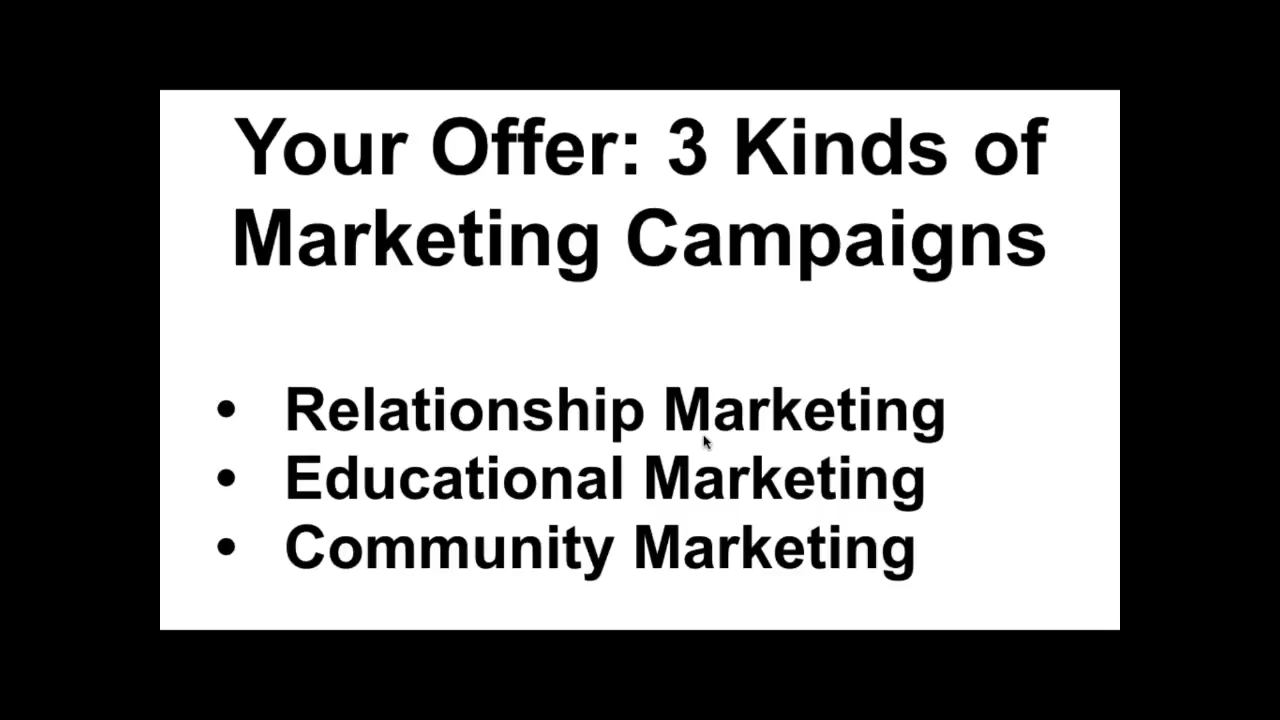 Your Offer: 3 Kinds of
Marketing Campaigns
• Relationship Marketing
• Educational Marketing
• Community Marketing